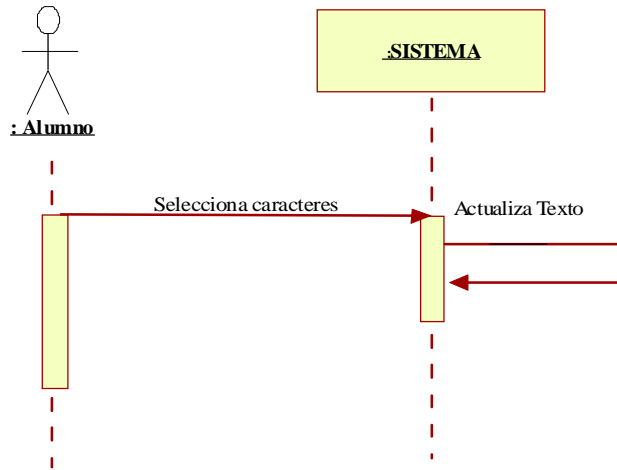 :SISTEMA
: Alumno
Selecciona caracteres
Actualiza Texto